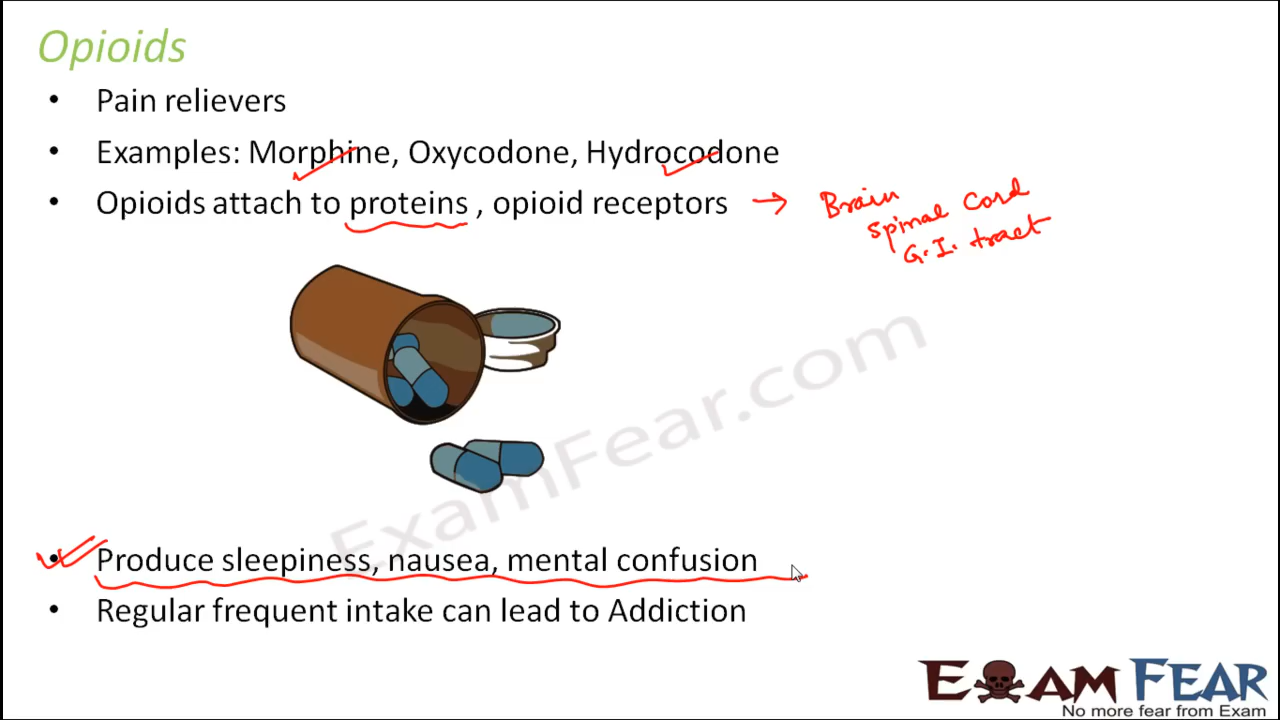 Opioids
• Pain relievers
• Examples: Morphine, Oxycodone, Hydrocodone
• Opioids attach to proteins , opioid receptors → Brain
Spinal Cord
G.I. tract
ExamFear.com
• Produce sleepiness, nausea, mental confusion
• Regular frequent intake can lead to Addiction
EXAM FEAR
No more fear from Exam